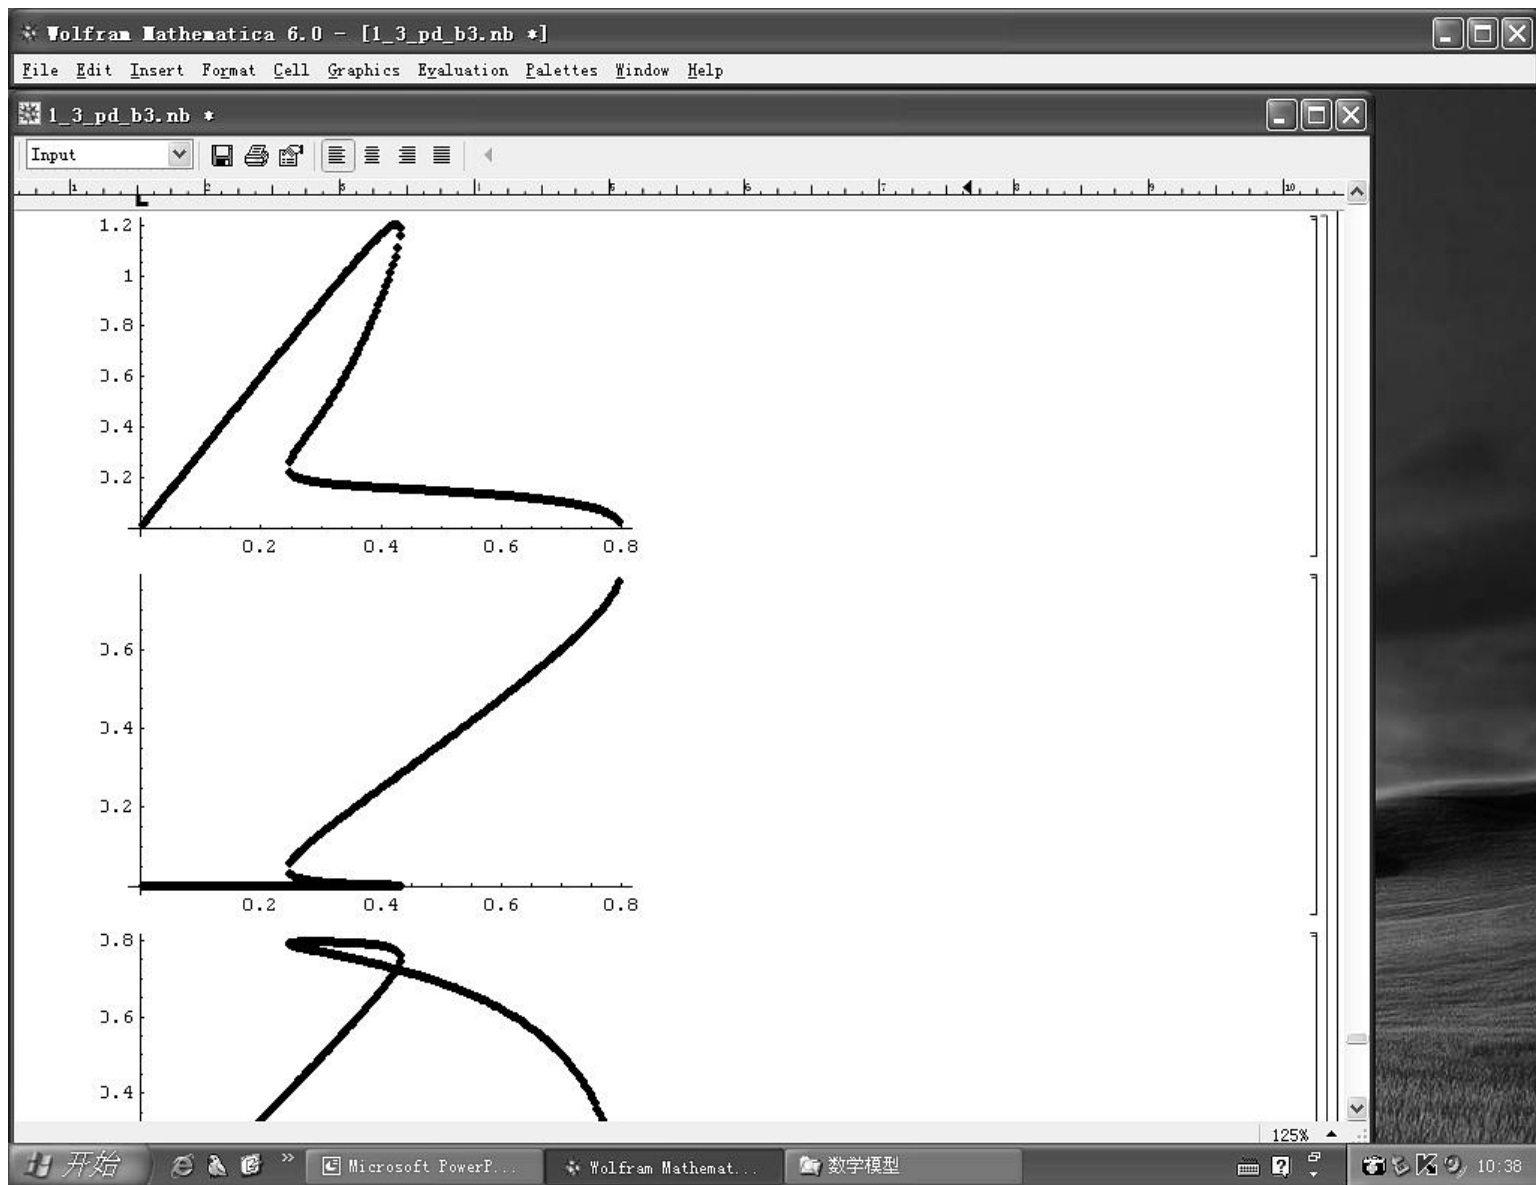 Wolfram Mathematica 6.0 - [1_3_pd_b3.nb *]
File Edit Insert Format Cell Graphics Evaluation Palettes Window Help
1_3_pd_b3.nb *
Input
1.2
1
0.8
0.6
0.4
0.2
0.2 0.4 0.6 0.8
0.6
0.4
0.2
0.2 0.4 0.6 0.8
0.8
0.6
0.4
125%
开始 » Microsoft PowerP... Wolfram Mathemat... 数学模型 10:38